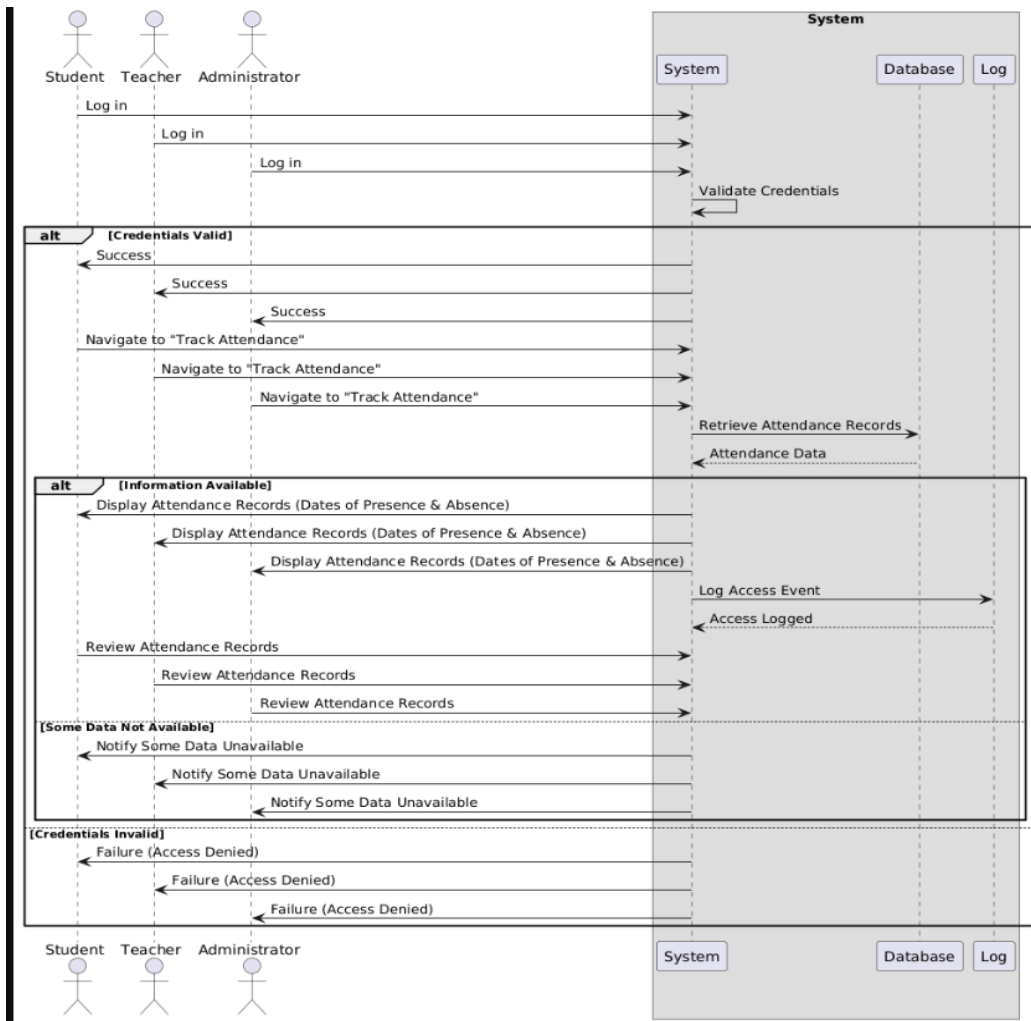 System
Student Teacher Administrator System Database Log
Log in
Log in
Log in
Validate Credentials
alt [Credentials Valid]
Success
Success
Success
Navigate to "Track Attendance"
Navigate to "Track Attendance"
Navigate to "Track Attendance"
Retrieve Attendance Records
Attendance Data
alt [Information Available]
Display Attendance Records (Dates of Presence & Absence)
Display Attendance Records (Dates of Presence & Absence)
Display Attendance Records (Dates of Presence & Absence)
Log Access Event
Access Logged
Review Attendance Records
Review Attendance Records
Review Attendance Records
[Some Data Not Available]
Notify Some Data Unavailable
Notify Some Data Unavailable
Notify Some Data Unavailable
[Credentials Invalid]
Failure (Access Denied)
Failure (Access Denied)
Failure (Access Denied)
Student Teacher Administrator System Database Log